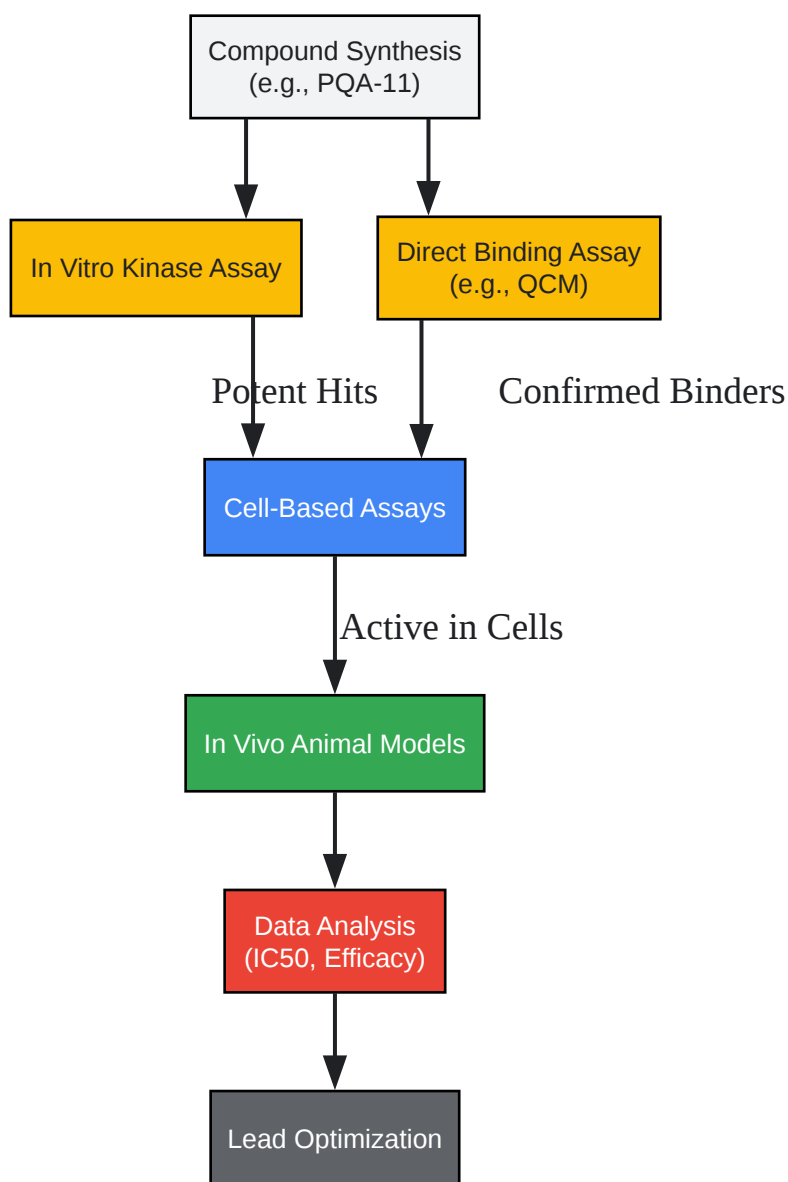 Compound Synthesis
(e.g., PQA-11)
In Vitro Kinase Assay
Direct Binding Assay
(e.g., QCM)
Potent Hits
Confirmed Binders
Cell-Based Assays
Active in Cells
In Vivo Animal Models
Data Analysis
(IC50, Efficacy)
Lead Optimization